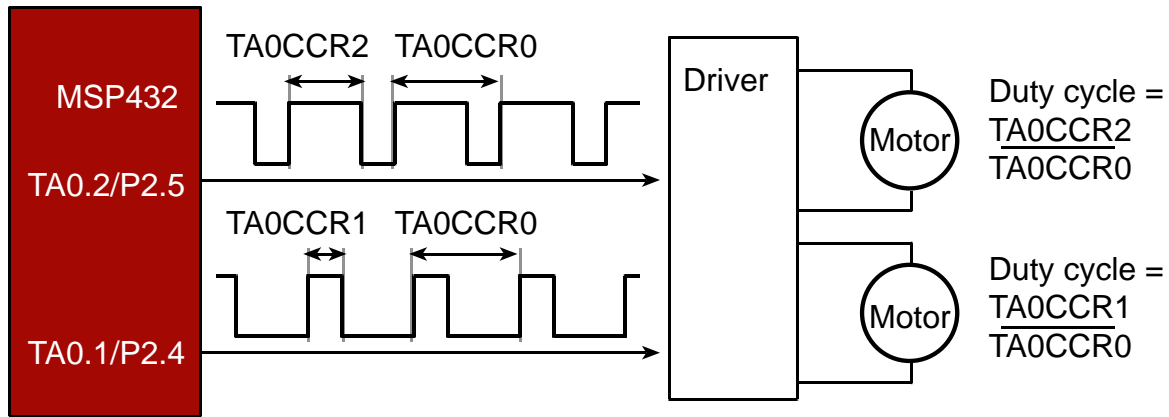 MSP432
TA0.2/P2.5
TA0.1/P2.4
TA0CCR2
TA0CCR0
TA0CCR1
TA0CCR0
Driver
Motor
Motor
Duty cycle =
TA0CCR2
TA0CCR0
Duty cycle =
TA0CCR1
TA0CCR0